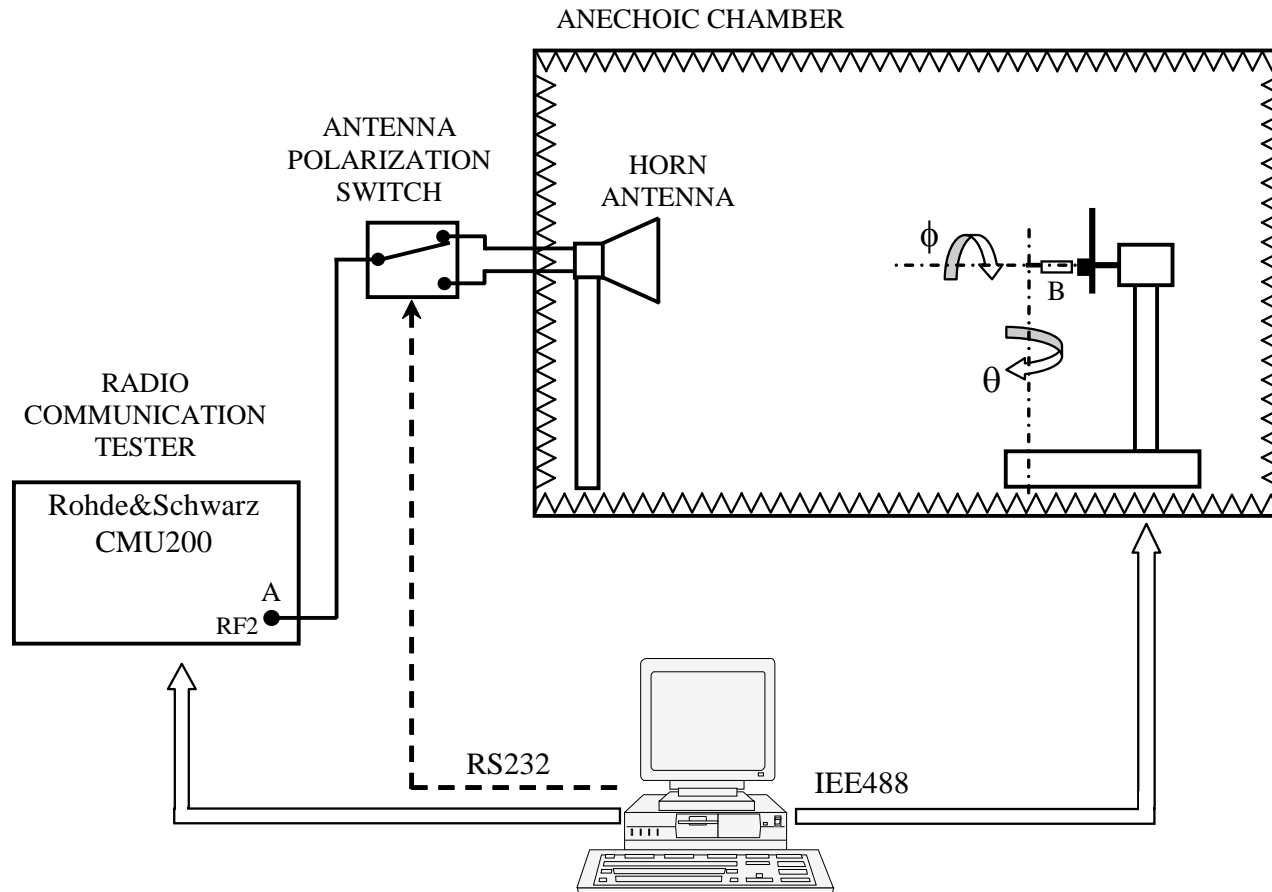 ANECHOIC CHAMBER
ANTENNA
POLARIZATION
SWITCH
HORN
ANTENNA
ϕ
B
θ
RADIO
COMMUNICATION
TESTER
Rohde&Schwarz
CMU200
A
RF2
RS232
IEE488